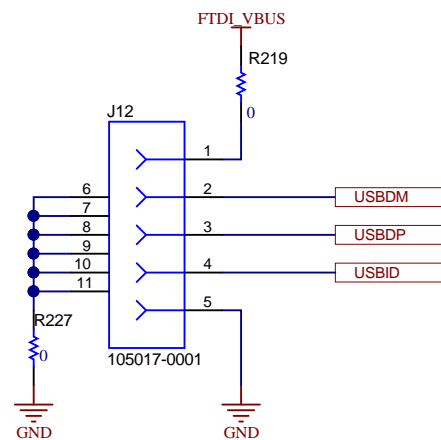 FTDI_VBUS
R219
0
J12
1
6
2
USBDM
7
8
3
USBDP
9
10
4
USBID
11
5
R227
0
105017-0001
GND
GND